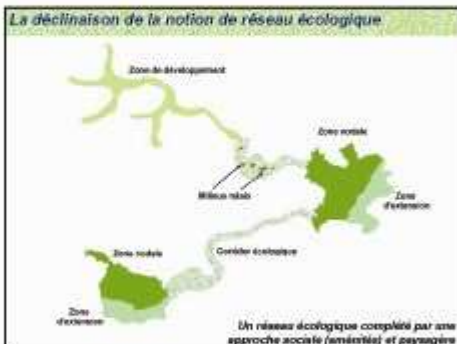 La déclinaison de la notion de réseau écologique
Zone de développement
Zone nodale
Milieux relais
Zone
d'extension
Corridor écologique
Zone nodale
Zone
d'extension
Un réseau écologique complété par une
approche sociale (aménités) et paysagère